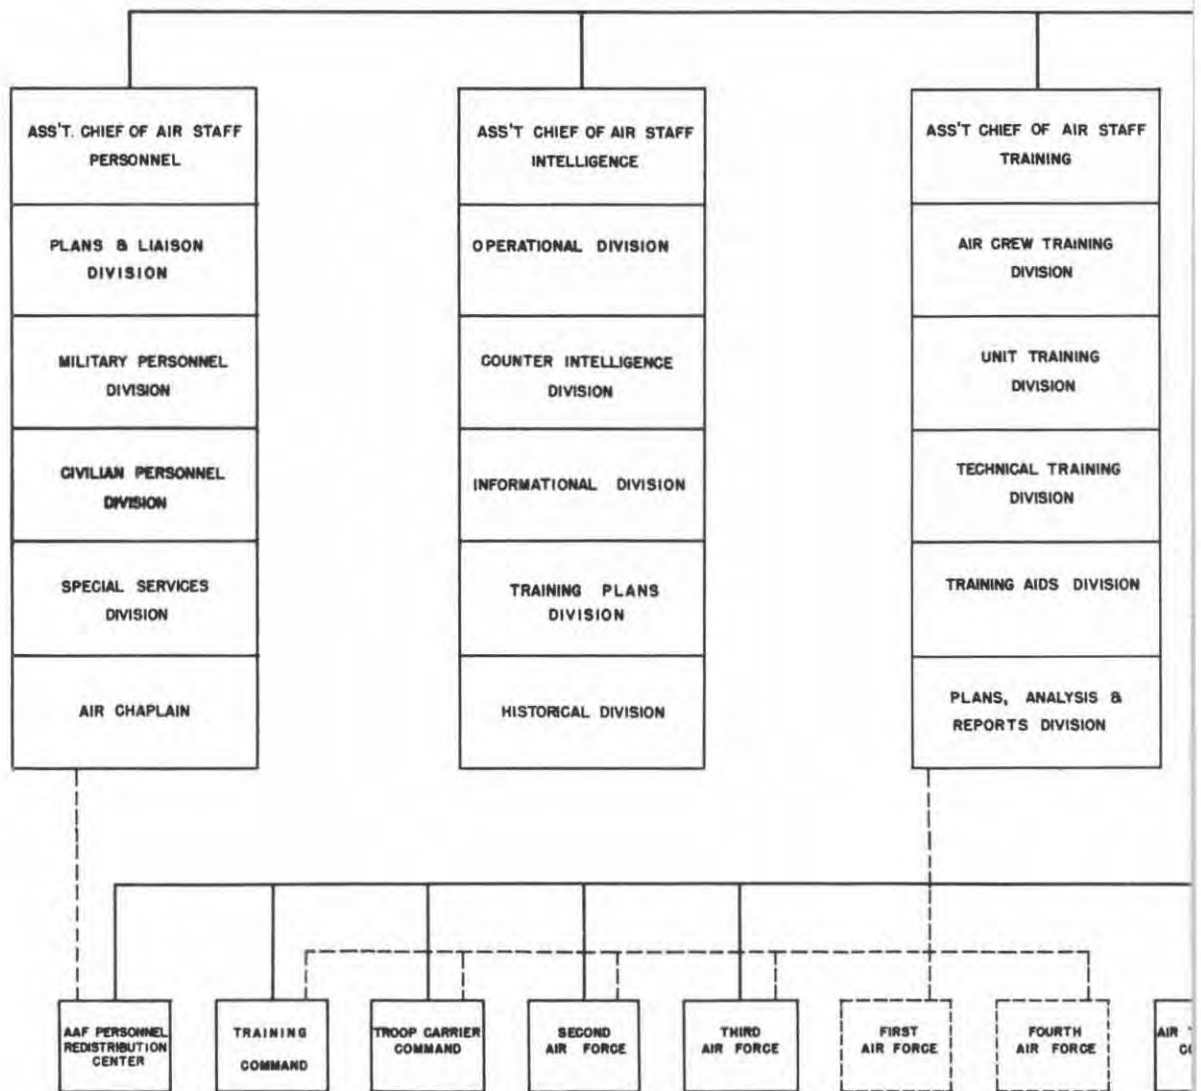 ASS'T. CHIEF OF AIR STAFF
PERSONNEL
PLANS & LIAISON
DIVISION
MILITARY PERSONNEL
DIVISION
CIVILIAN PERSONNEL
DIVISION
SPECIAL SERVICES
DIVISION
AIR CHAPLAIN
ASS'T CHIEF OF AIR STAFF
INTELLIGENCE
OPERATIONAL DIVISION
COUNTER INTELLIGENCE
DIVISION
INFORMATIONAL DIVISION
TRAINING PLANS
DIVISION
HISTORICAL DIVISION
ASS'T CHIEF OF AIR STAFF
TRAINING
AIR CREW TRAINING
DIVISION
UNIT TRAINING
DIVISION
TECHNICAL TRAINING
DIVISION
TRAINING AIDS DIVISION
PLANS, ANALYSIS &
REPORTS DIVISION
AAF PERSONNEL
REDISTRIBUTION
CENTER
TRAINING
COMMAND
TROOP CARRIER
COMMAND
SECOND
AIR FORCE
THIRD
AIR FORCE
FIRST
AIR FORCE
FOURTH
AIR FORCE
AIR